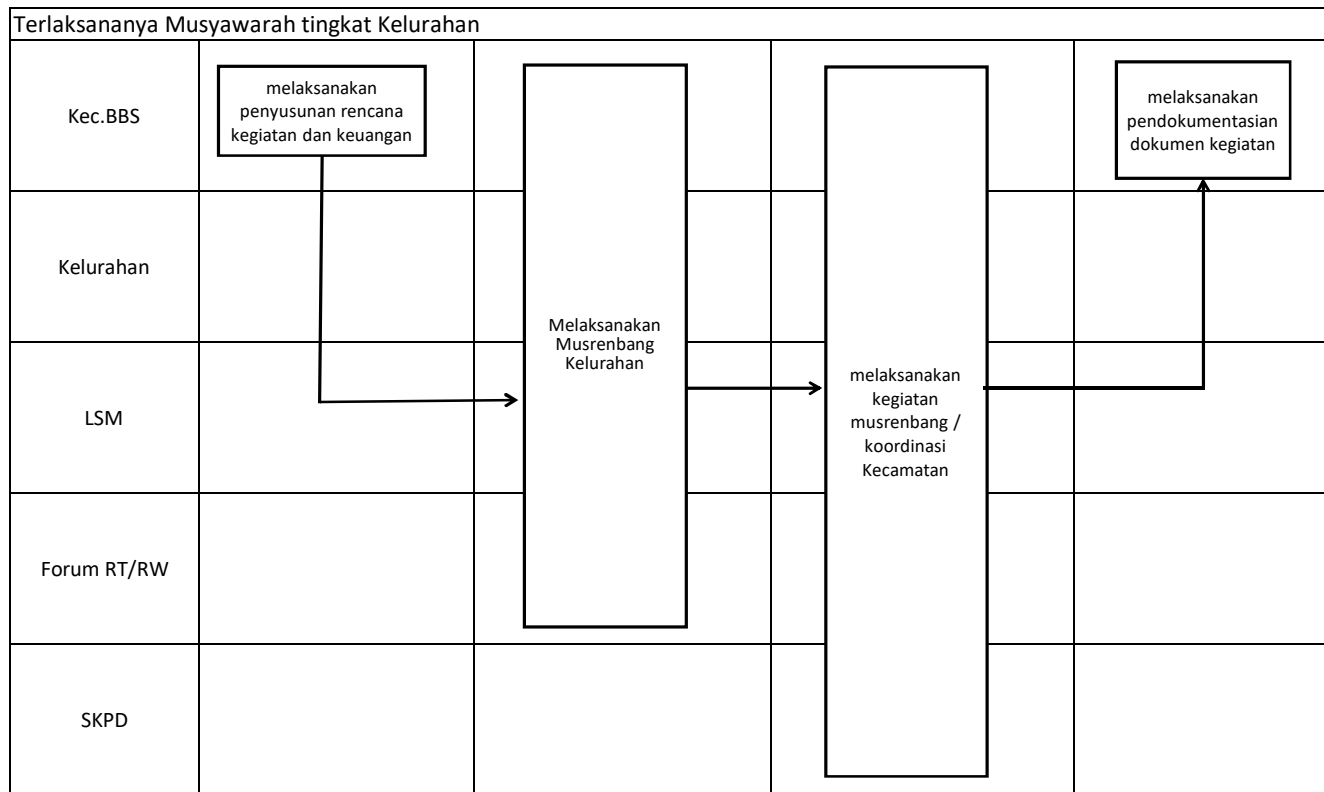 Terlaksananya Musyawarah tingkat Kelurahan
Kec.BBS
melaksanakan
penyusunan rencana
kegiatan dan keuangan
melaksanakan
pendokumentasian
dokumen kegiatan
Kelurahan
Melaksanakan
Musrenbang
Kelurahan
LSM
melaksanakan
kegiatan
musrenbang /
koordinasi
Kecamatan
Forum RT/RW
SKPD